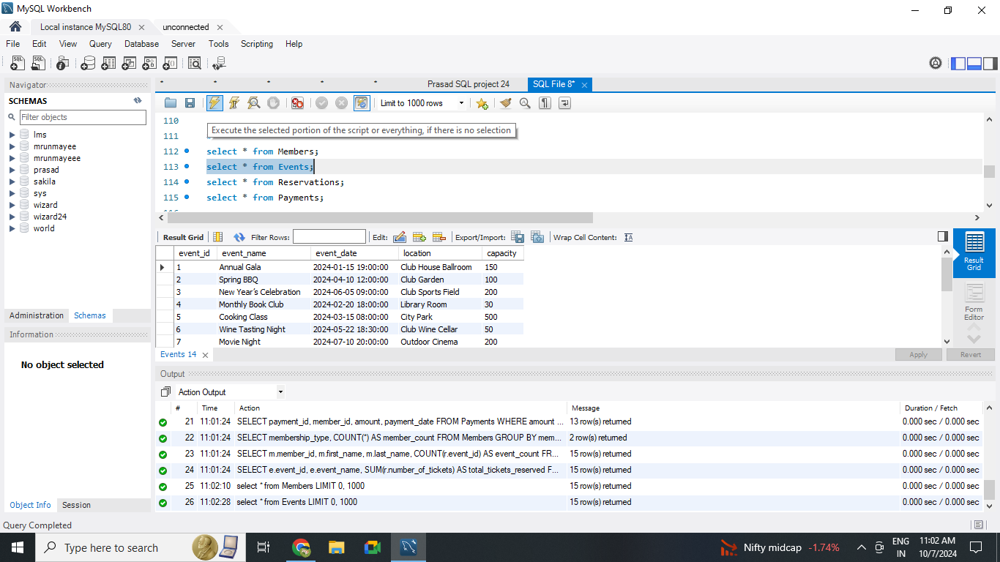 MySQL Workbench
Local instance MySQL80
unconnected
File Edit View Query Database Server Tools Scripting Help
Navigator
SCHEMAS
Filter objects
lms
mrunmayee
mrunmayeee
prasad
sakila
sys
wizard
wizard24
world
Administration Schemas
Information
No object selected
Object Info Session
Prasad SQL project 24
SQL File 8*
Limit to 1000 rows
110
Execute the selected portion of the script or everything, if there is no selection
111
112 select * from Members;
113 select * from Events;
114 select * from Reservations;
115 select * from Payments;
Result Grid Filter Rows: Edit: Export/Import: Wrap Cell Content:
event_id event_name event_date location capacity
1 Annual Gala 2024-01-15 19:00:00 Club House Ballroom 150
2 Spring BBQ 2024-04-10 12:00:00 Club Garden 100
3 New Year’s Celebration 2024-06-05 09:00:00 Club Sports Field 200
4 Monthly Book Club 2024-02-20 18:00:00 Library Room 30
5 Cooking Class 2024-03-15 08:00:00 City Park 500
6 Wine Tasting Night 2024-05-22 18:30:00 Club Wine Cellar 50
7 Movie Night 2024-07-10 20:00:00 Outdoor Cinema 200
Result
Grid
Form
Editor
Events 14
Apply Revert
Output
Action Output
# Time Action Message Duration / Fetch
21 11:01:24 SELECT payment_id, member_id, amount, payment_date FROM Payments WHERE amount ... 13 row(s) returned 0.000 sec / 0.000 sec
22 11:01:24 SELECT membership_type, COUNT(*) AS member_count FROM Members GROUP BY mem... 2 row(s) returned 0.000 sec / 0.000 sec
23 11:01:24 SELECT m.member_id, m.first_name, m.last_name, COUNT(r.event_id) AS event_count FR... 15 row(s) returned 0.000 sec / 0.000 sec
24 11:01:24 SELECT e.event_id, e.event_name, SUM(r.number_of_tickets) AS total_tickets_reserved F... 15 row(s) returned 0.000 sec / 0.000 sec
25 11:02:10 select * from Members LIMIT 0, 1000 15 row(s) returned 0.000 sec / 0.000 sec
26 11:02:28 select * from Events LIMIT 0, 1000 15 row(s) returned 0.000 sec / 0.000 sec
Query Completed
Type here to search
Nifty midcap -1.74%
ENG
IN
11:02 AM
10/7/2024